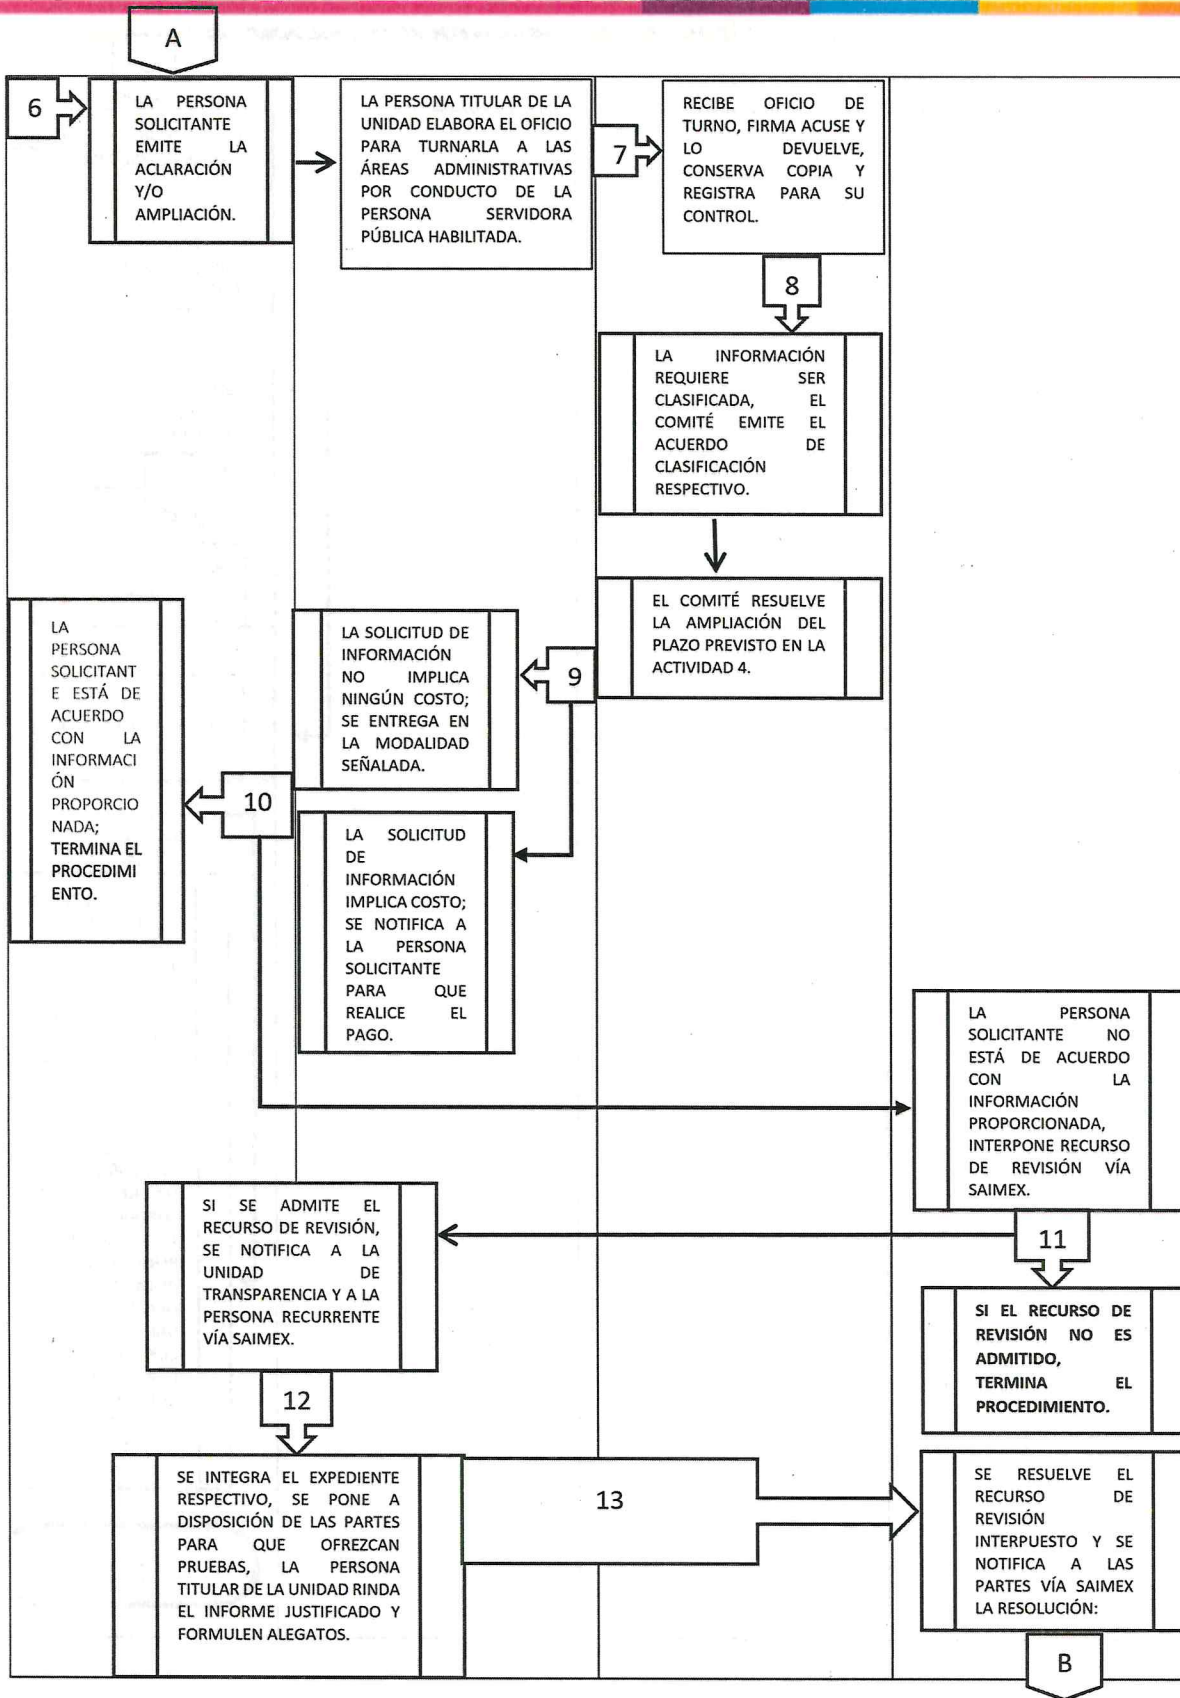 A
6
LA PERSONA
SOLICITANTE
EMITE LA
ACLARACIÓN
Y/O
AMPLIACIÓN.
LA PERSONA TITULAR DE LA
UNIDAD ELABORA EL OFICIO
PARA TURNARLA A LAS
ÁREAS ADMINISTRATIVAS
POR CONDUCTO DE LA
PERSONA SERVIDORA
PÚBLICA HABILITADA.
7
RECIBE OFICIO DE
TURNO, FIRMA ACUSE Y
LO DEVUELVE,
CONSERVA COPIA Y
REGISTRA PARA SU
CONTROL.
8
LA INFORMACIÓN
REQUIERE SER
CLASIFICADA, EL
COMITÉ EMITE EL
ACUERDO DE
CLASIFICACIÓN
RESPECTIVO.
EL COMITÉ RESUELVE
LA AMPLIACIÓN DEL
PLAZO PREVISTO EN LA
ACTIVIDAD 4.
9
LA SOLICITUD DE
INFORMACIÓN
NO IMPLICA
NINGÚN COSTO;
SE ENTREGA EN
LA MODALIDAD
SEÑALADA.
LA SOLICITUD
DE
INFORMACIÓN
IMPLICA COSTO;
SE NOTIFICA A
LA PERSONA
SOLICITANTE
PARA QUE
REALICE EL
PAGO.
10
LA
PERSONA
SOLICITANT
E ESTÁ DE
ACUERDO
CON LA
INFORMACI
ÓN
PROPORCIO
NADA;
TERMINA EL
PROCEDIMI
ENTO.
LA PERSONA
SOLICITANTE NO
ESTÁ DE ACUERDO
CON LA
INFORMACIÓN
PROPORCIONADA,
INTERPONE RECURSO
DE REVISIÓN VÍA
SAIMEX.
11
SI SE ADMITE EL
RECURSO DE REVISIÓN,
SE NOTIFICA A LA
UNIDAD DE
TRANSPARENCIA Y A LA
PERSONA RECURRENTE
VÍA SAIMEX.
SI EL RECURSO DE
REVISIÓN NO ES
ADMITIDO,
TERMINA EL
PROCEDIMIENTO.
12
SE INTEGRA EL EXPEDIENTE
RESPECTIVO, SE PONE A
DISPOSICIÓN DE LAS PARTES
PARA QUE OFREZCAN
PRUEBAS, LA PERSONA
TITULAR DE LA UNIDAD RINDA
EL INFORME JUSTIFICADO Y
FORMULEN ALEGATOS.
13
SE RESUELVE EL
RECURSO DE
REVISIÓN
INTERPUESTO Y SE
NOTIFICA A LAS
PARTES VÍA SAIMEX
LA RESOLUCIÓN:
B